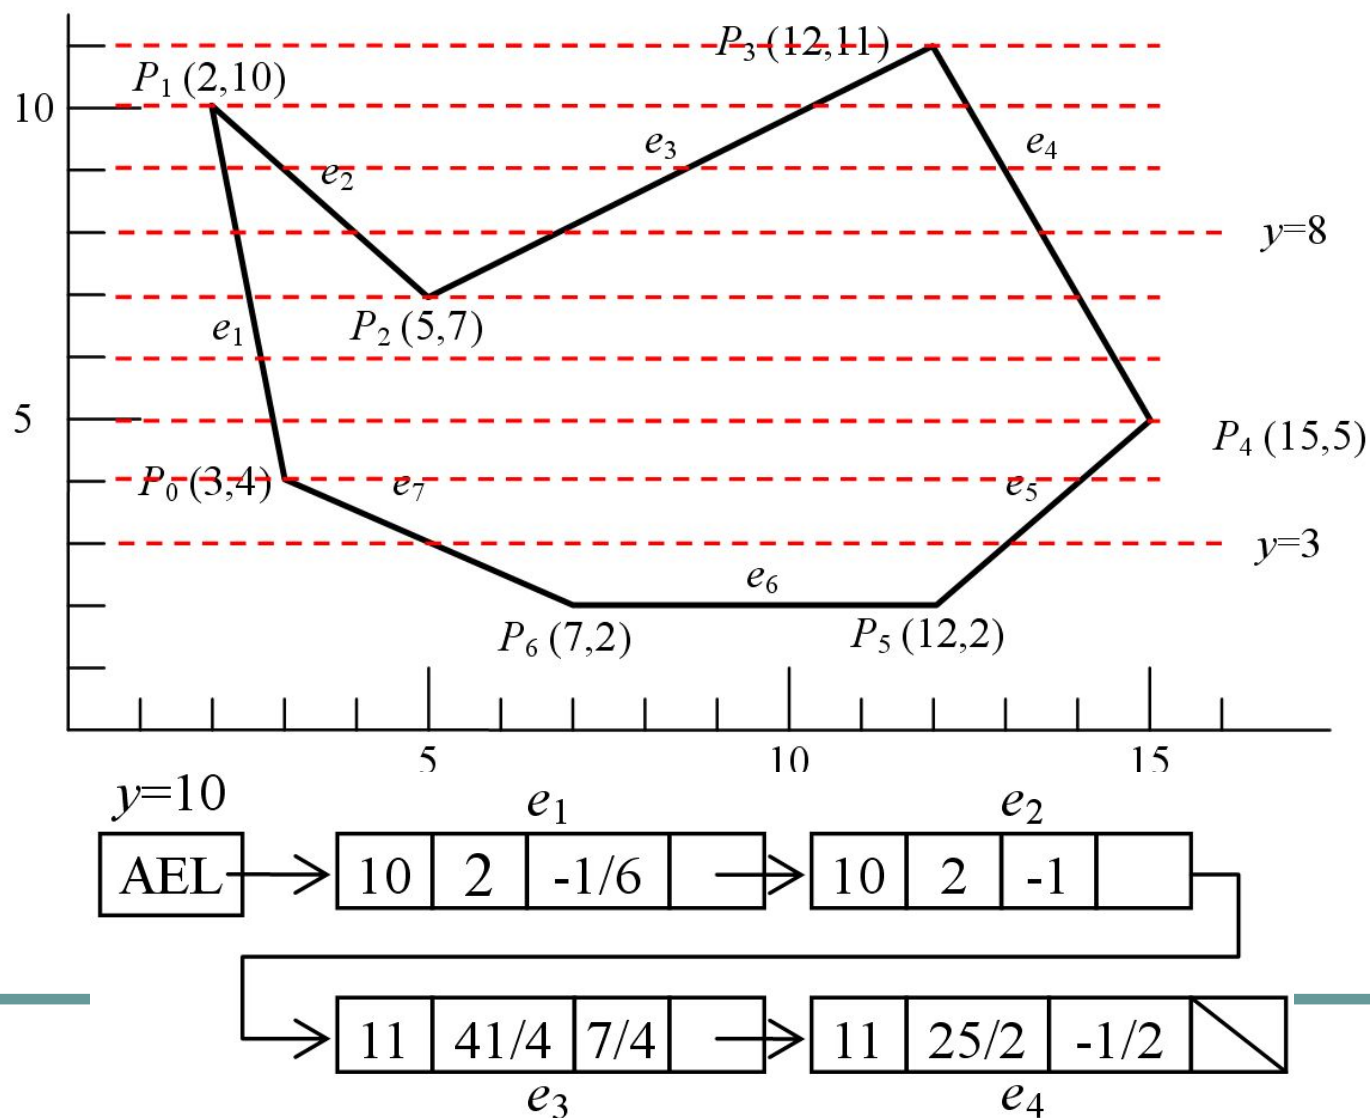 P₃ (12,11)
P₁ (2,10)
10
e₃
e₄
e₂
y=8
e₁
P₂ (5,7)
5
P₄ (15,5)
P₀ (3,4)
e₇
e₅
y=3
e₆
P₆ (7,2)
P₅ (12,2)
5
10
15
y=10
e₁
e₂
AEL 10 2 -1/6 10 2 -1
11 41/4 7/4 11 25/2 -1/2
e₃
e₄